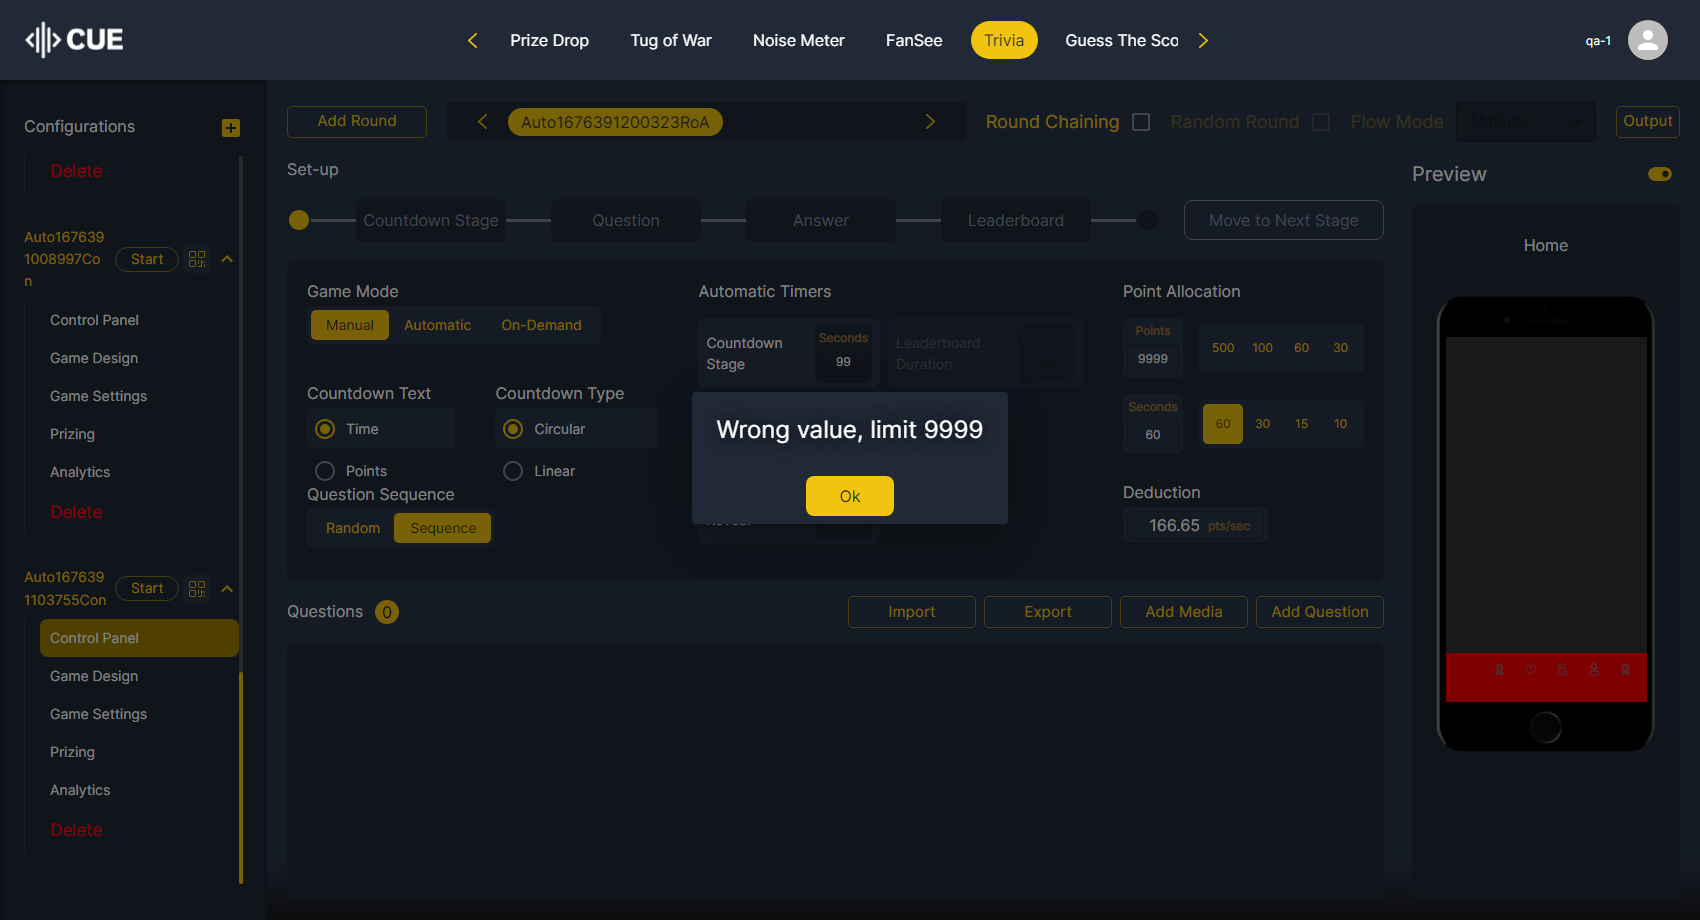 CUE
Prize Drop
Tug of War
Noise Meter
FanSee
Trivia
Guess The Sco
qa-1
Configurations
Delete
Auto167639
1008997Co
n
Start
Control Panel
Game Design
Game Settings
Prizing
Analytics
Delete
Auto167639
1103755Con
Start
Control Panel
Game Design
Game Settings
Prizing
Analytics
Delete
Add Round
Auto1676391200323RoA
Round Chaining
Random Round
Flow Mode
Manual
Output
Set-up
Countdown Stage
Question
Answer
Leaderboard
Move to Next Stage
Game Mode
Manual
Automatic
On-Demand
Countdown Text
Time
Points
Countdown Type
Circular
Linear
Question Sequence
Random
Sequence
Automatic Timers
Countdown
Stage
Seconds
99
Leaderboard
Duration
Wrong value, limit 9999
Ok
Point Allocation
Points
9999
500
100
60
30
Seconds
60
60
30
15
10
Deduction
166.65 pts/sec
Questions
0
Import
Export
Add Media
Add Question
Preview
Home